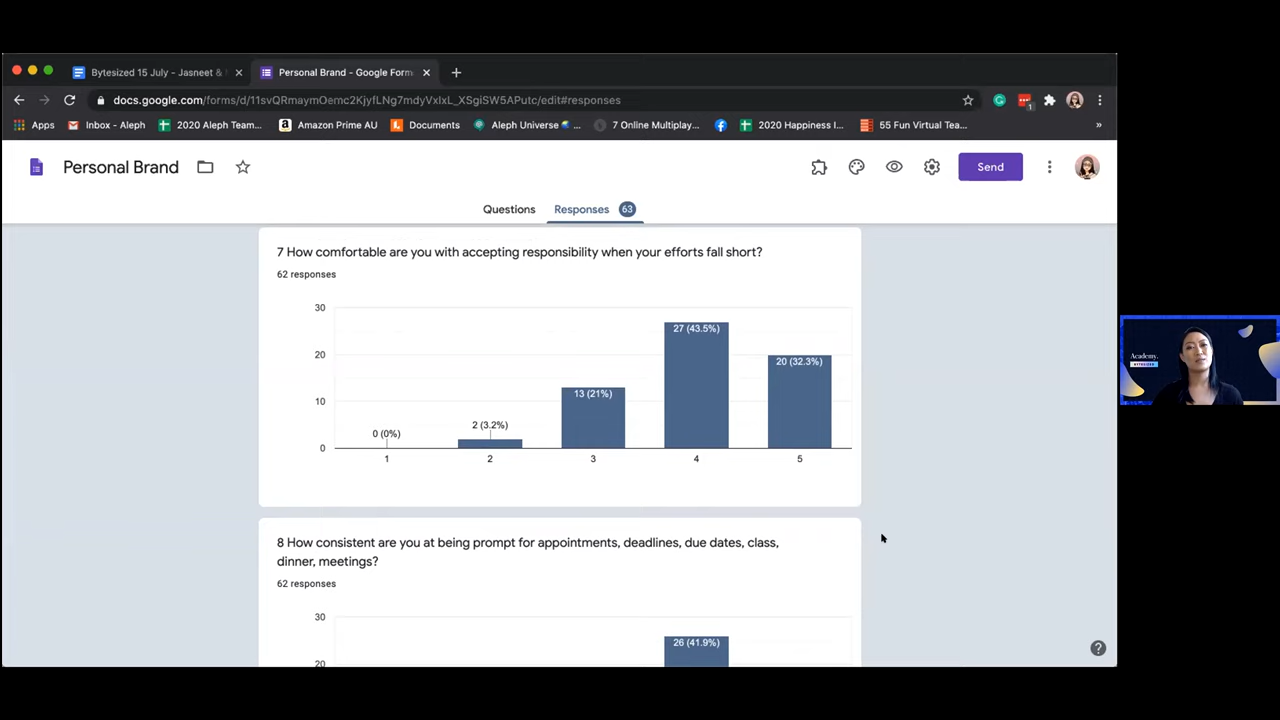 Bytesized 15 July - Jasneet &
Personal Brand - Google Form
docs.google.com/forms/d/11svQRmaymOemc2KjyfLNg7mdyVxIxL_XSgiSW5APutc/edit#responses
1
Apps
Inbox - Aleph
2020 Aleph Team...
Amazon Prime AU
Documents
Aleph Universe ...
7 Online Multiplay...
2020 Happiness I...
55 Fun Virtual Tea...
»
Personal Brand
Send
Questions
Responses 63
7 How comfortable are you with accepting responsibility when your efforts fall short?
62 responses
30
20
10
0
0 (0%)
2 (3.2%)
13 (21%)
27 (43.5%)
20 (32.3%)
1 2 3 4 5
8 How consistent are you at being prompt for appointments, deadlines, due dates, class,
dinner, meetings?
62 responses
30
20
26 (41.9%)
Academy.
BYTESIZED